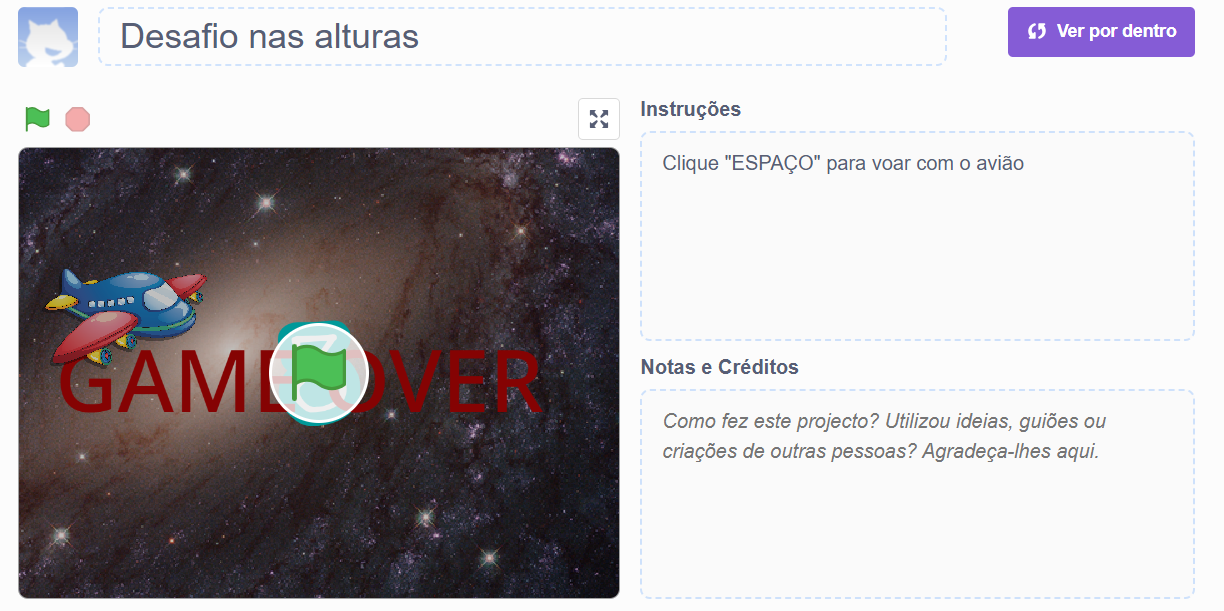 Desafio nas alturas
Ver por dentro
Instruções
Clique "ESPAÇO" para voar com o avião
GAME OVER
Notas e Créditos
Como fez este projecto? Utilizou ideias, guiões ou
criações de outras pessoas? Agradeça-lhes aqui.